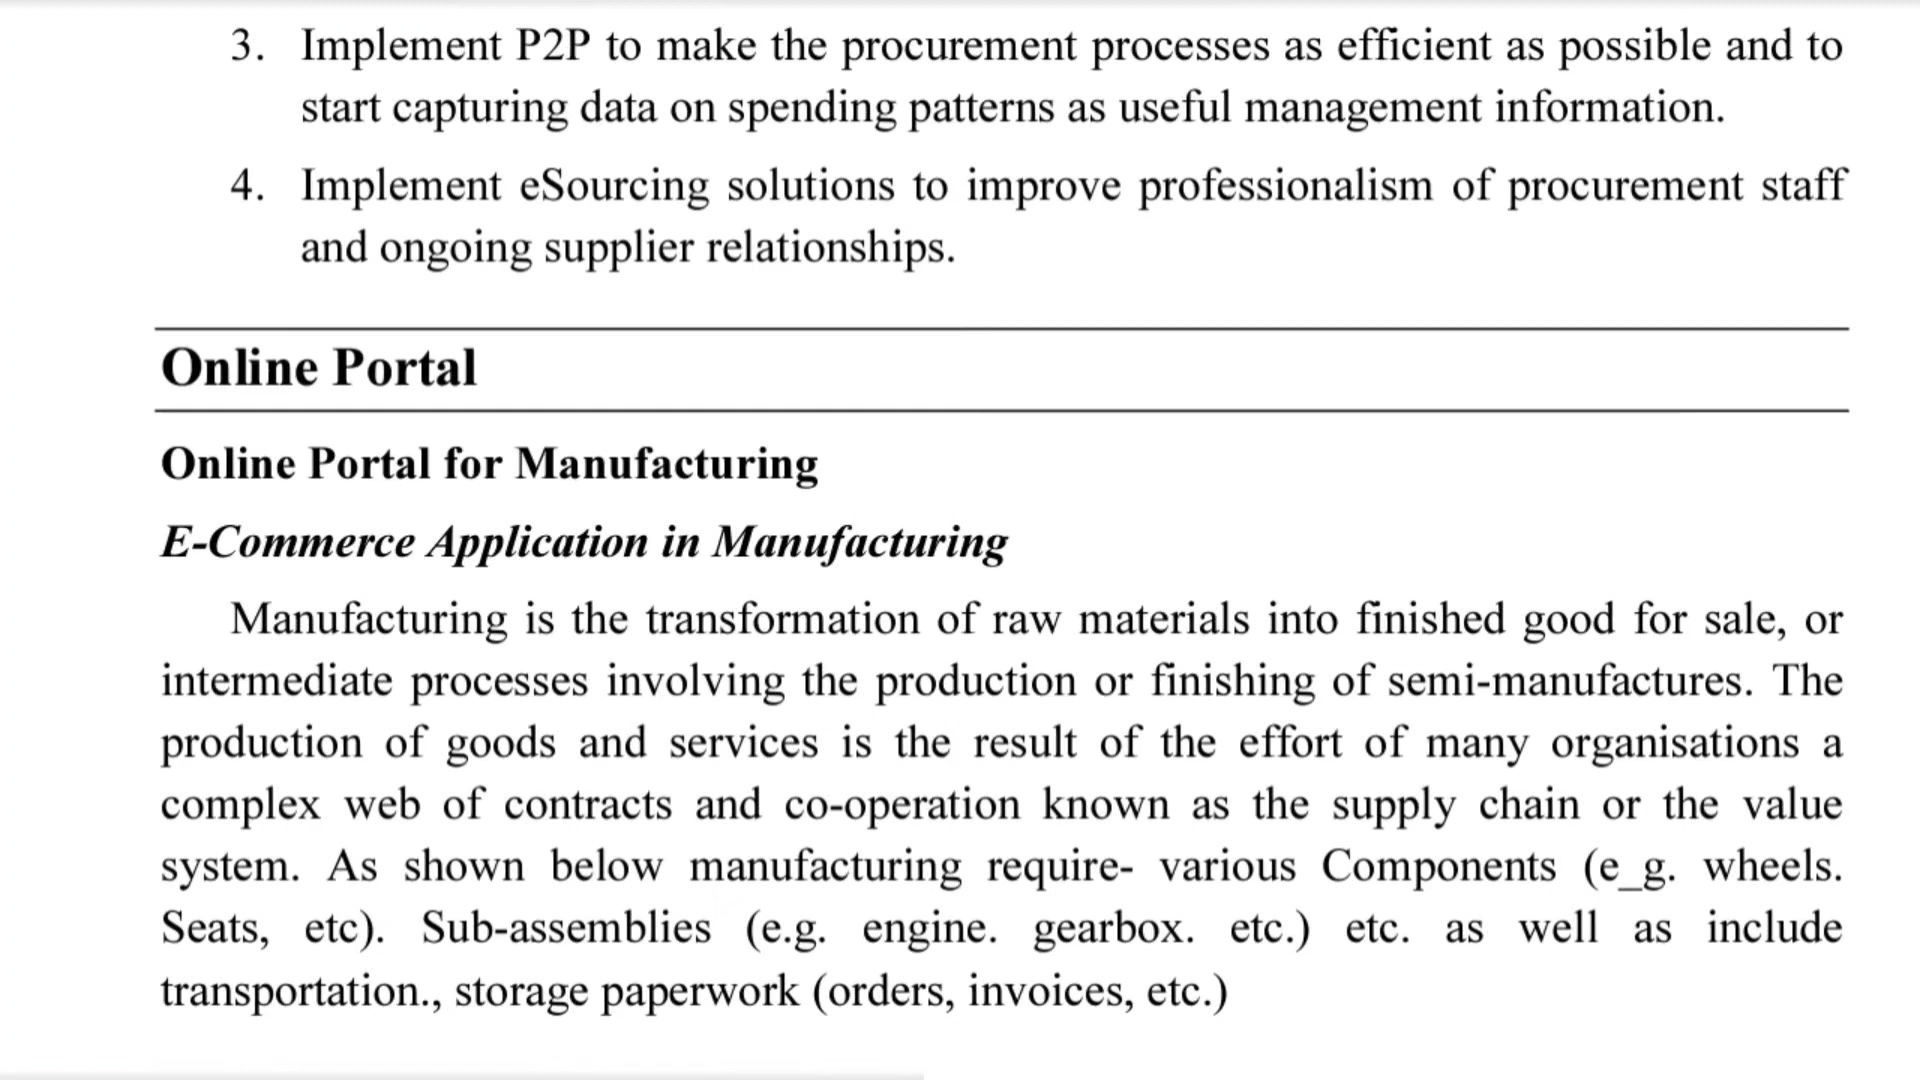 3. Implement P2P to make the procurement processes as efficient as possible and to
start capturing data on spending patterns as useful management information.
4. Implement eSourcing solutions to improve professionalism of procurement staff
and ongoing supplier relationships.
Online Portal
Online Portal for Manufacturing
E-Commerce Application in Manufacturing
Manufacturing is the transformation of raw materials into finished good for sale, or
intermediate processes involving the production or finishing of semi-manufactures. The
production of goods and services is the result of the effort of many organisations a
complex web of contracts and co-operation known as the supply chain or the value
system. As shown below manufacturing require- various Components (e_g. wheels.
Seats, etc). Sub-assemblies (e.g. engine. gearbox. etc.) etc. as well as include
transportation., storage paperwork (orders, invoices, etc.)